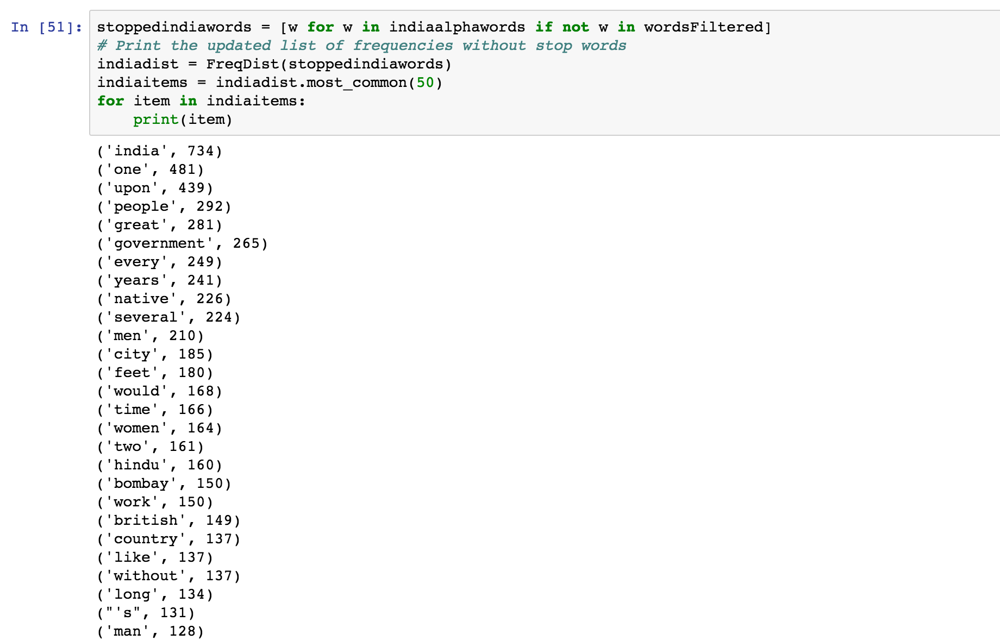 In [51]: stoppedindiawords = [w for w in indiaalphawords if not w in wordsFiltered]
# Print the updated list of frequencies without stop words
indiadist = FreqDist(stoppedindiawords)
indiaitems = indiadist.most_common(50)
for item in indiaitems:
    print(item)
('india', 734)
('one', 481)
('upon', 439)
('people', 292)
('great', 281)
('government', 265)
('every', 249)
('years', 241)
('native', 226)
('several', 224)
('men', 210)
('city', 185)
('feet', 180)
('would', 168)
('time', 166)
('women', 164)
('two', 161)
('hindu', 160)
('bombay', 150)
('work', 150)
('british', 149)
('country', 137)
('like', 137)
('without', 137)
('long', 134)
("'s", 131)
('man', 128)